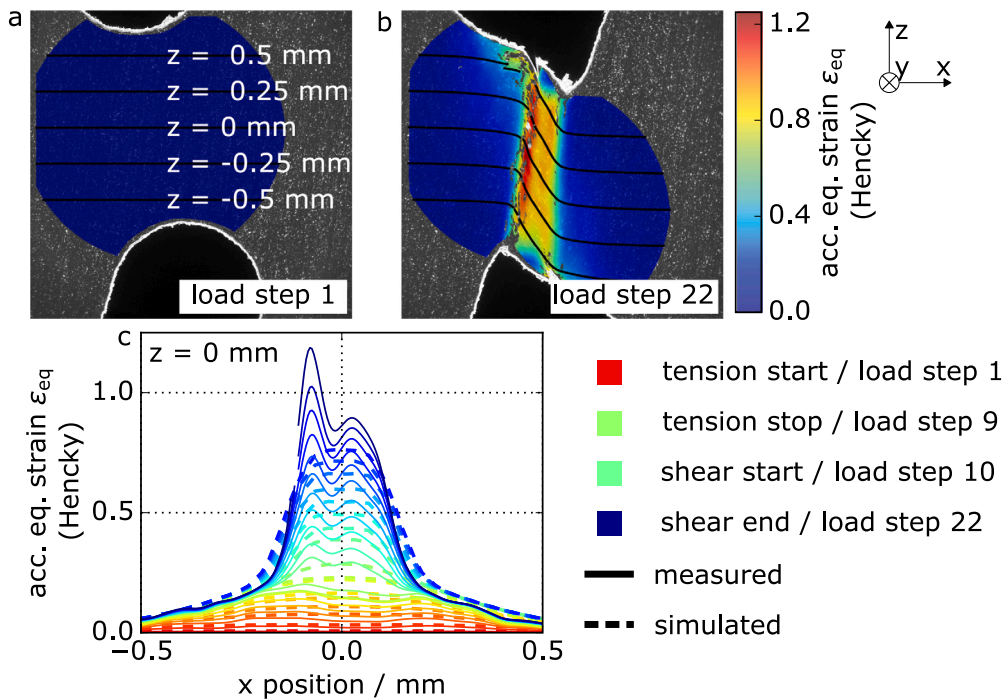 a
z = 0.5 mm
z = 0.25 mm
z = 0 mm
z = -0.25 mm
z = -0.5 mm
load step 1
b
load step 22
1.2
0.8
0.4
0.0
acc. eq. strain εeq
(Hencky)
z
y
x
c
z = 0 mm
1.0
0.5
0.0
acc. eq. strain εeq
(Hencky)
−0.5
0.0
0.5
x position / mm
tension start / load step 1
tension stop / load step 9
shear start / load step 10
shear end / load step 22
measured
simulated